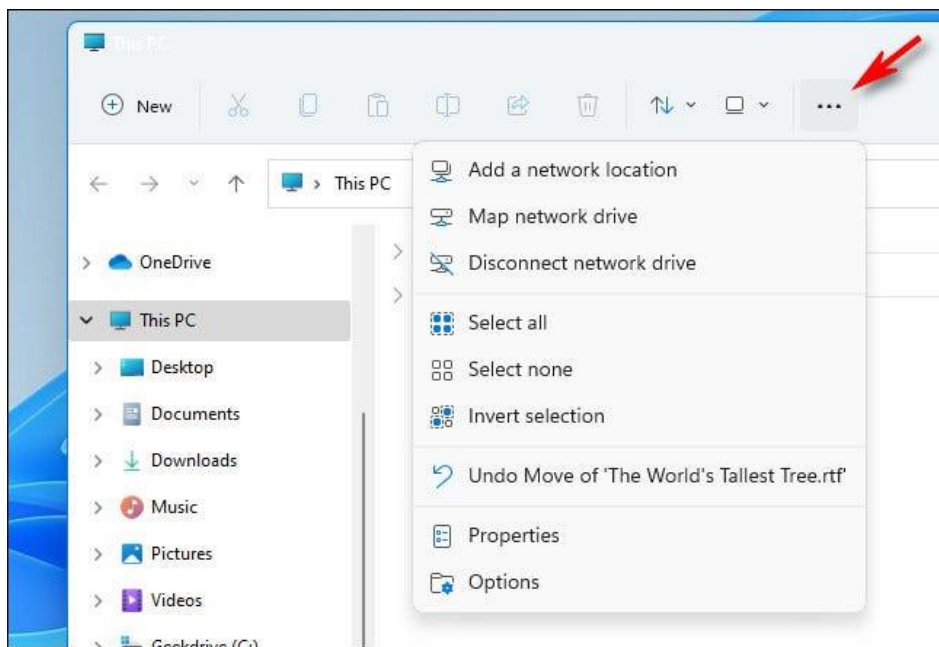 This PC
New
This PC
Add a network location
Map network drive
Disconnect network drive
Select all
Select none
Invert selection
Undo Move of 'The World's Tallest Tree.rtf'
Properties
Options
OneDrive
This PC
Desktop
Documents
Downloads
Music
Pictures
Videos
Geekdrive (C:)